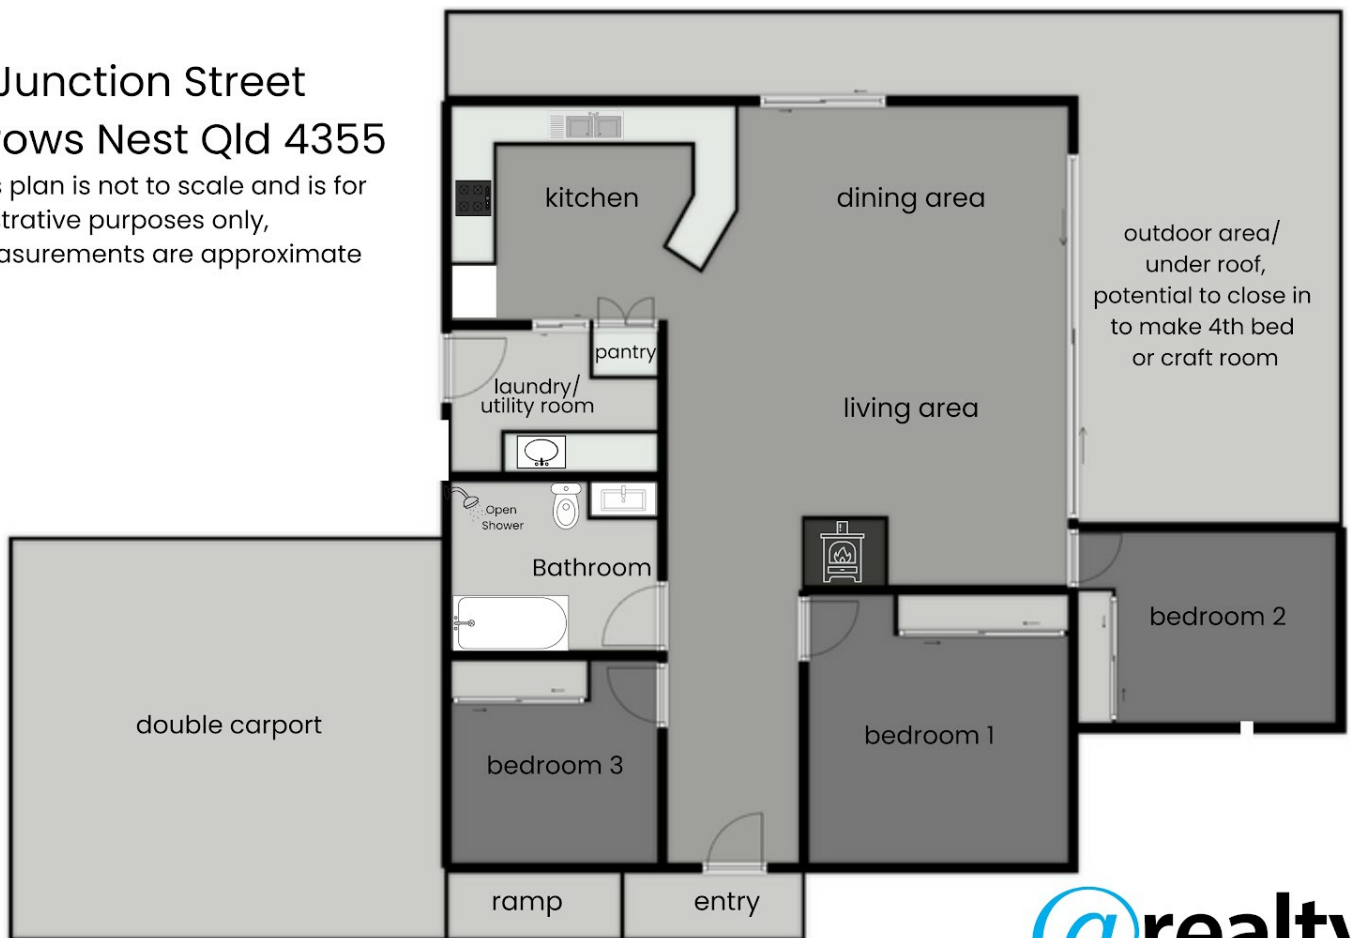 Junction Street
ows Nest Qld 4355
plan is not to scale and is for
strative purposes only,
asurements are approximate
kitchen
dining area
outdoor area/
under roof,
potential to close in
to make 4th bed
or craft room
pantry
laundry/
utility room
living area
Open
Shower
Bathroom
bedroom 2
double carport
bedroom 1
bedroom 3
ramp
entry
@realty